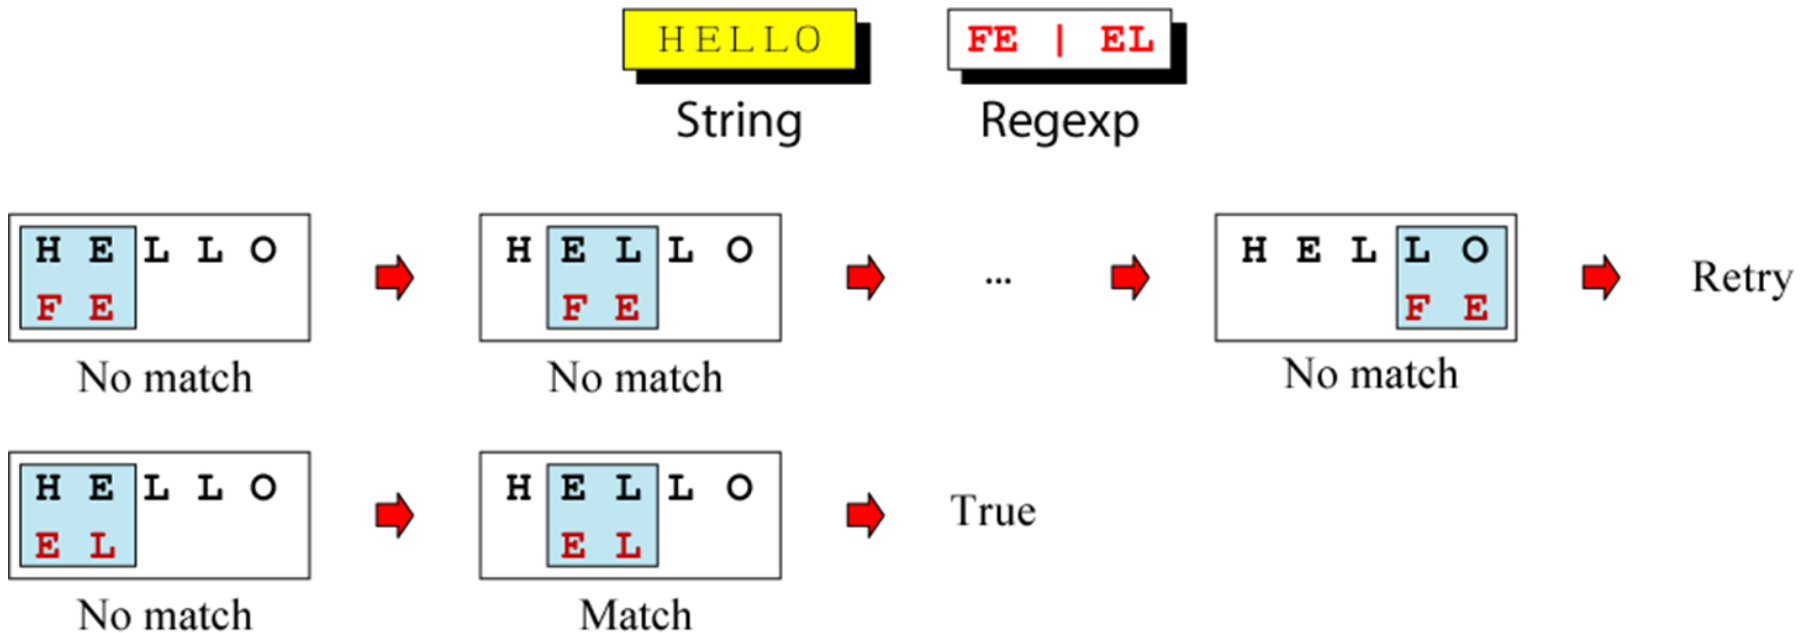 HELLO FE | EL
String Regexp
H E L L O H E L L O ... H E L L O Retry
F E F E F E
No match No match No match
H E L L O H E L L O True
E L E L
No match Match